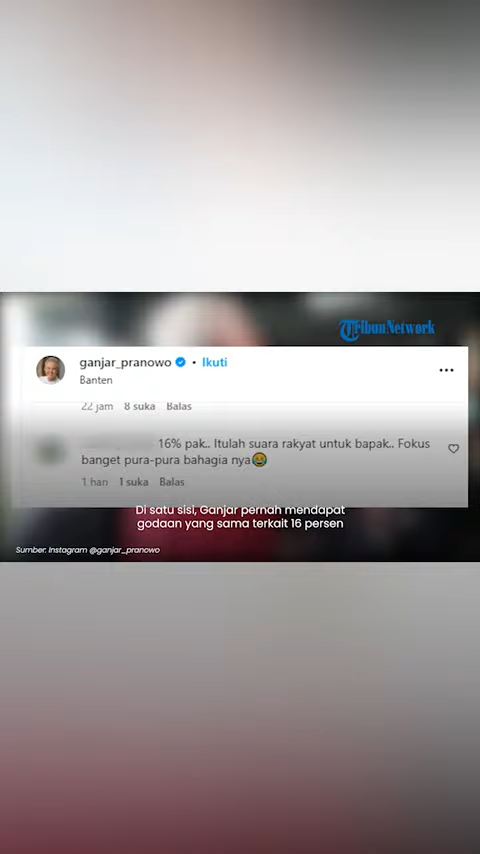 TribunNetwork
ganjar_pranowo • Ikuti
Banten
22 jam 8 suka Balas
16% pak.. Itulah suara rakyat untuk bapak.. Fokus
banget pura-pura bahagia nya😂
1 hari 1 suka Balas
Di satu sisi, Ganjar pernah mendapat
godaan yang sama terkait 16 persen
Sumber: Instagram @ganjar_pranowo